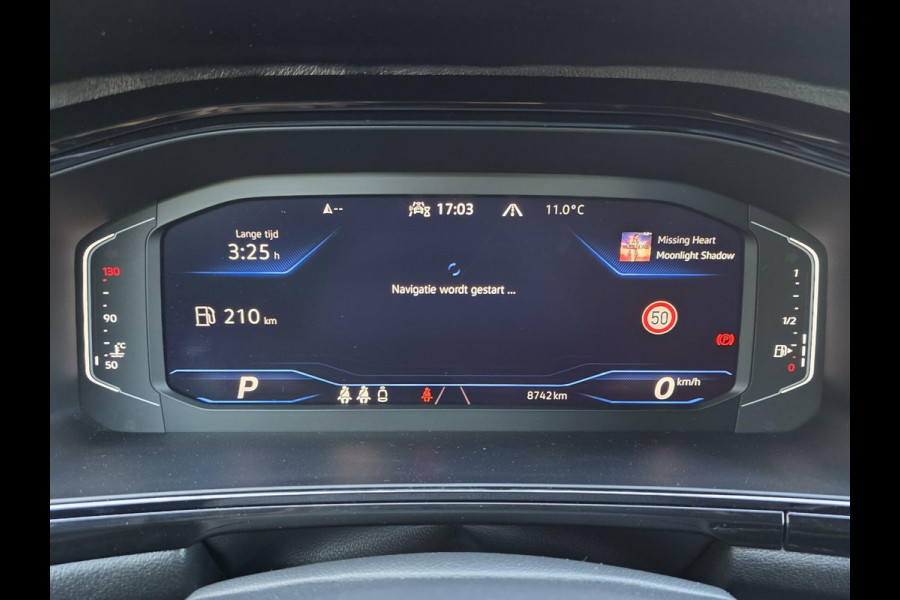 -- 17:03 11.0°C
Lange tijd
3:25 h
Missing Heart
Moonlight Shadow
Navigatie wordt gestart ...
210 km
50
P
P
0 km/h
8742 km
130
90
°C
50
1
1/2
0